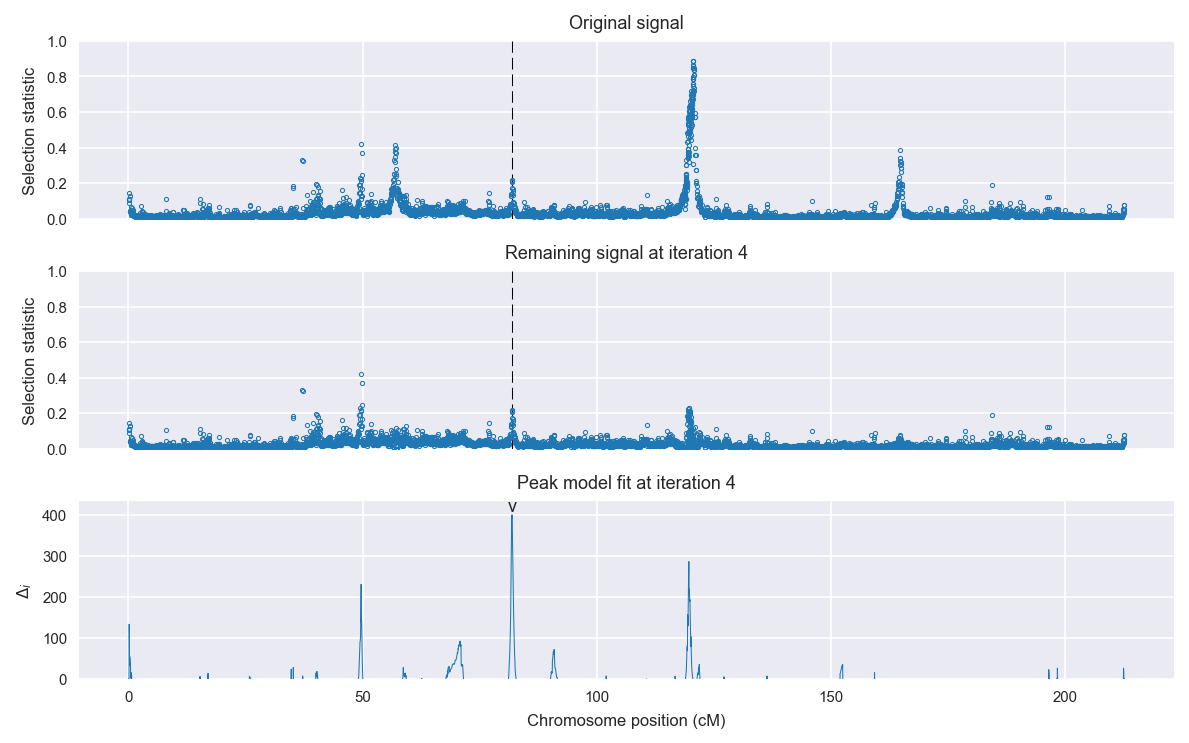 Original signal
Selection statistic
1.0
0.8
0.6
0.4
0.2
0.0
Remaining signal at iteration 4
Selection statistic
1.0
0.8
0.6
0.4
0.2
0.0
Peak model fit at iteration 4
v
Δi
400
300
200
100
0
0 50 100 150 200
Chromosome position (cM)